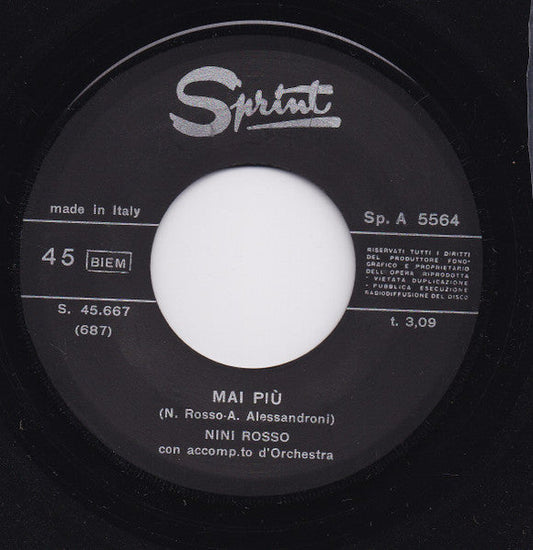 Sprint
made in Italy
Sp. A 5564
45 BIEM
RISERVATI TUTTI I DIRITTI
DEL PRODUTTORE FONO-
GRAFICO E PROPRIETARIO
DELL'OPERA RIPRODOTTA
- VIETATA DUPLICAZIONE
- PUBBLICA ESECUZIONE
RADIODIFFUSIONE DEL DISCO
S. 45.667
(687)
t. 3,09
MAI PIÙ
(N. Rosso-A. Alessandroni)
NINI ROSSO
con accomp.to d'Orchestra